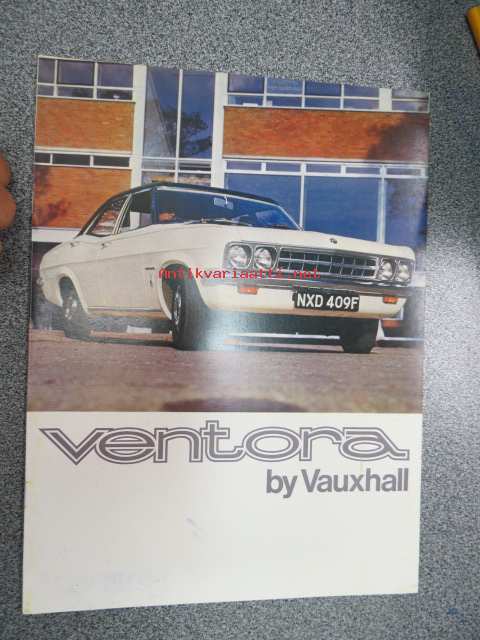 Antikvariaatti.net
NXD 409F
ventora
by Vauxhall